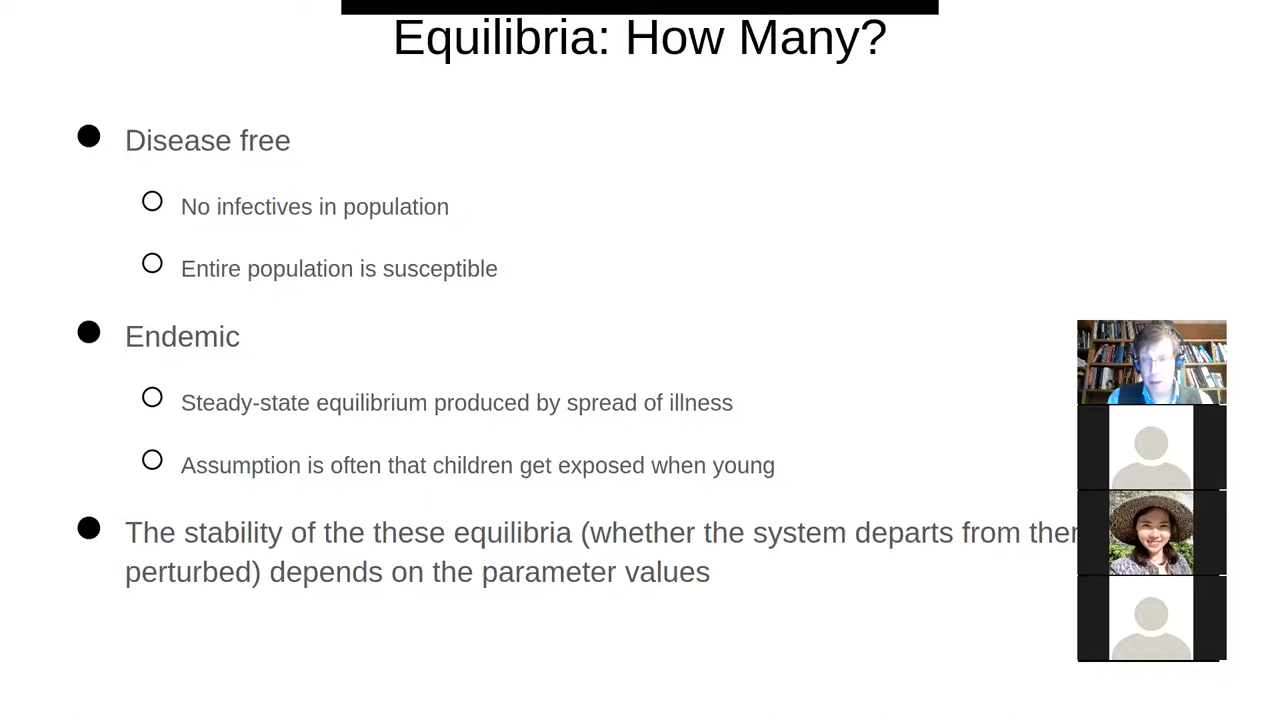 Equilibria: How Many?
Disease free
No infectives in population
Entire population is susceptible
Endemic
Steady-state equilibrium produced by spread of illness
Assumption is often that children get exposed when young
The stability of the these equilibria (whether the system departs from
perturbed) depends on the parameter values